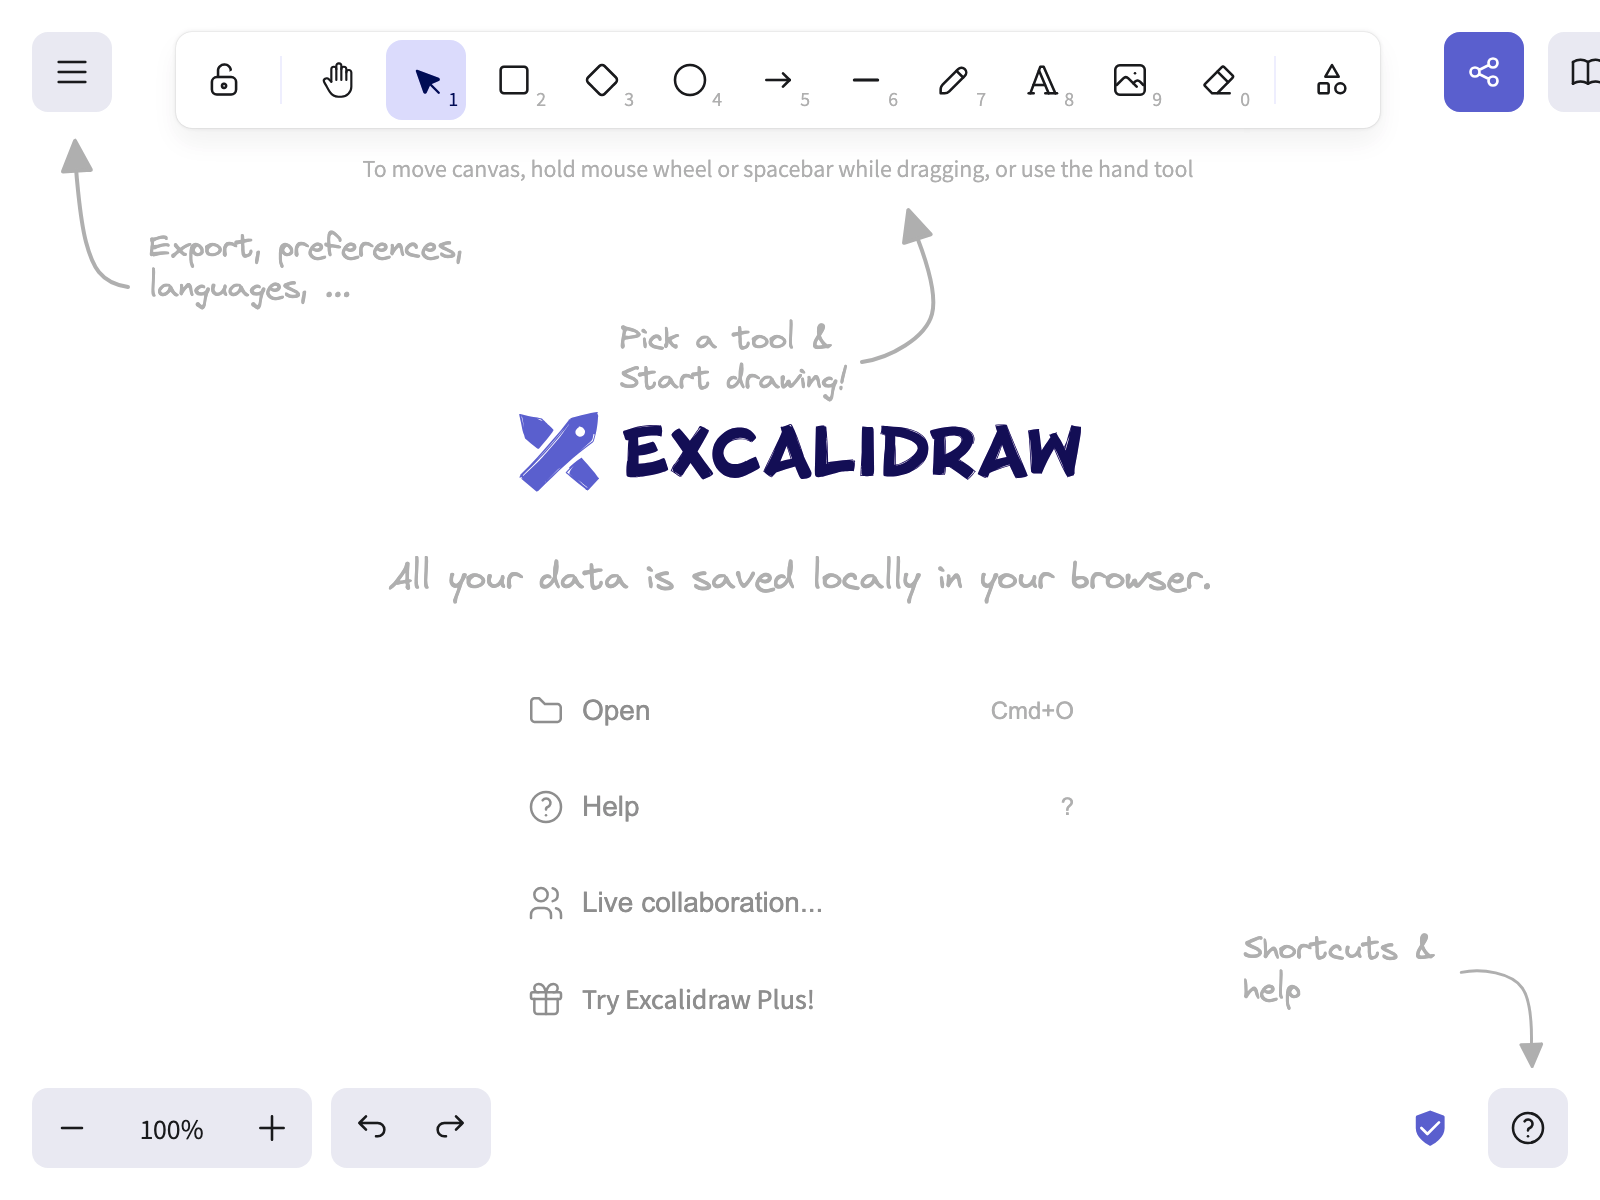 1
2
3
4
5
6
7
8
9
0
To move canvas, hold mouse wheel or spacebar while dragging, or use the hand tool
Export, preferences,
languages, ...
Pick a tool &
Start drawing!
EXCALIDRAW
All your data is saved locally in your browser.
Open Cmd+O
Help ?
Live collaboration...
Try Excalidraw Plus!
Shortcuts &
help
100%